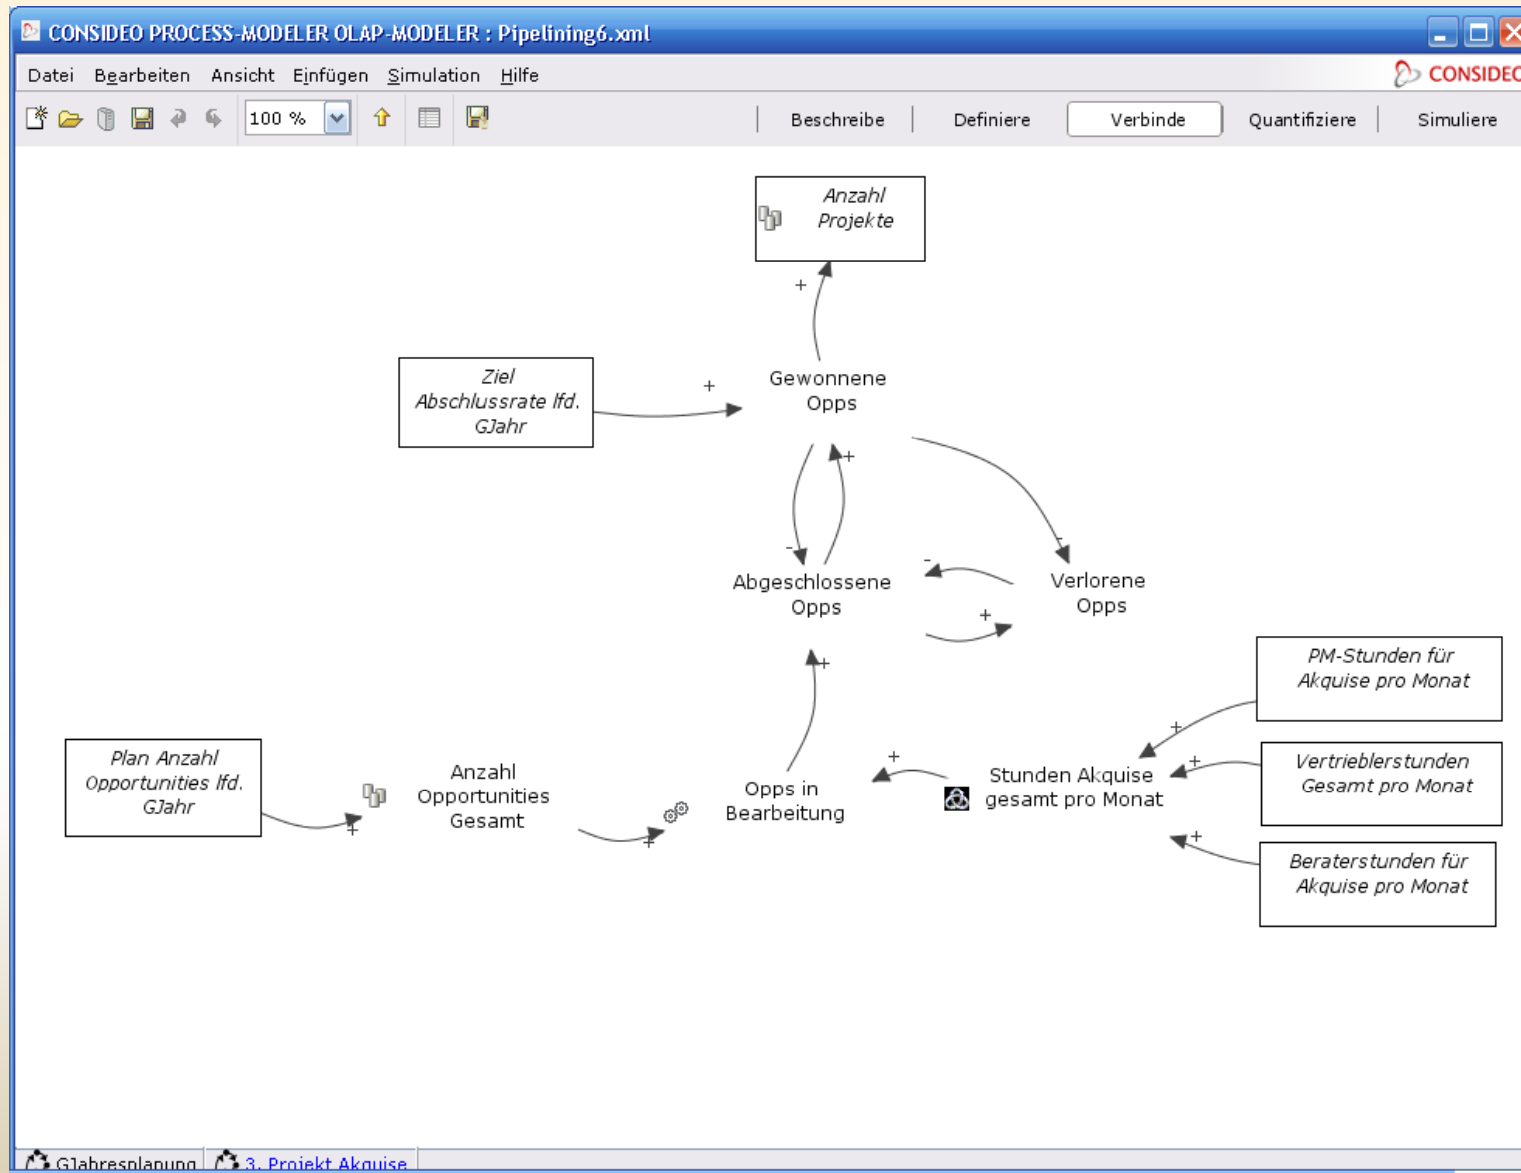 CONSIDEO PROCESS-MODELER OLAP-MODELER : Pipelining6.xml
Datei Bearbeiten Ansicht Einfügen Simulation Hilfe
CONSIDEO
100 %
Beschreibe Definiere Verbinde Quantifiziere Simuliere
Anzahl
Projekte
+
Ziel
Abschlussrate lfd.
GJahr
+
Gewonnene
Opps
+
-
-
Abgeschlossene
Opps
-
+
Verlorene
Opps
+
PM-Stunden für
Akquise pro Monat
+
Plan Anzahl
Opportunities lfd.
GJahr
+
Anzahl
Opportunities
Gesamt
+
Opps in
Bearbeitung
+
Stunden Akquise
gesamt pro Monat
+
Vertrieblerstunden
Gesamt pro Monat
+
Beraterstunden für
Akquise pro Monat
GJahresplanung
3. Projekt Akquise